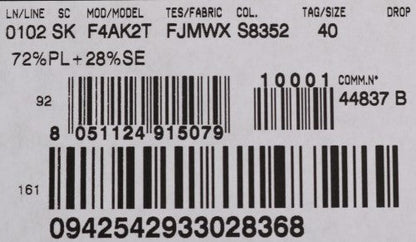 LN/LINE SC MOD/MODEL TES/FABRIC COL. TAG/SIZE DROP
0102 SK F4AK2T FJMWX S8352 40
72%PL+28%SE
10001 COMM.N°
92 44837 B
8 051124 915079
161
0942542933028368